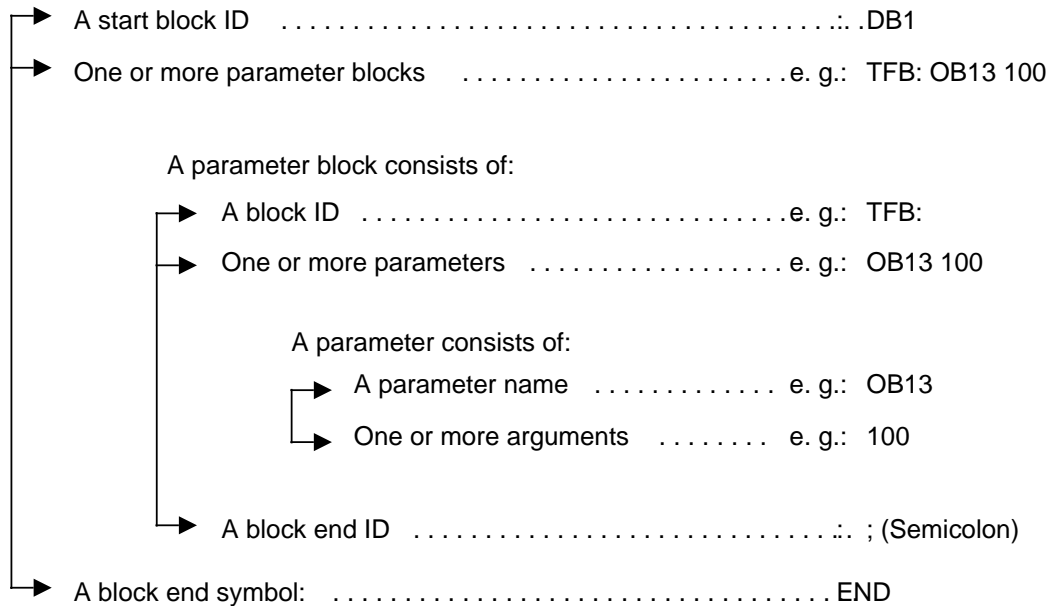 A start block ID . . . . . . . . . . . . . . . . . . . . . . . . . . . . . . . . . . . . . . .:. . DB1
One or more parameter blocks . . . . . . . . . . . . . . . . . . . . . . . e. g.: TFB: OB13 100
A parameter block consists of:
A block ID . . . . . . . . . . . . . . . . . . . . . . . . . . . . . . e. g.: TFB:
One or more parameters . . . . . . . . . . . . . . . . . . e. g.: OB13 100
A parameter consists of:
A parameter name . . . . . . . . . . . . . e. g.: OB13
One or more arguments . . . . . . . . e. g.: 100
A block end ID . . . . . . . . . . . . . . . . . . . . . . . . . . . . . .:. ; (Semicolon)
A block end symbol: . . . . . . . . . . . . . . . . . . . . . . . . . . . . . . . . . . . END